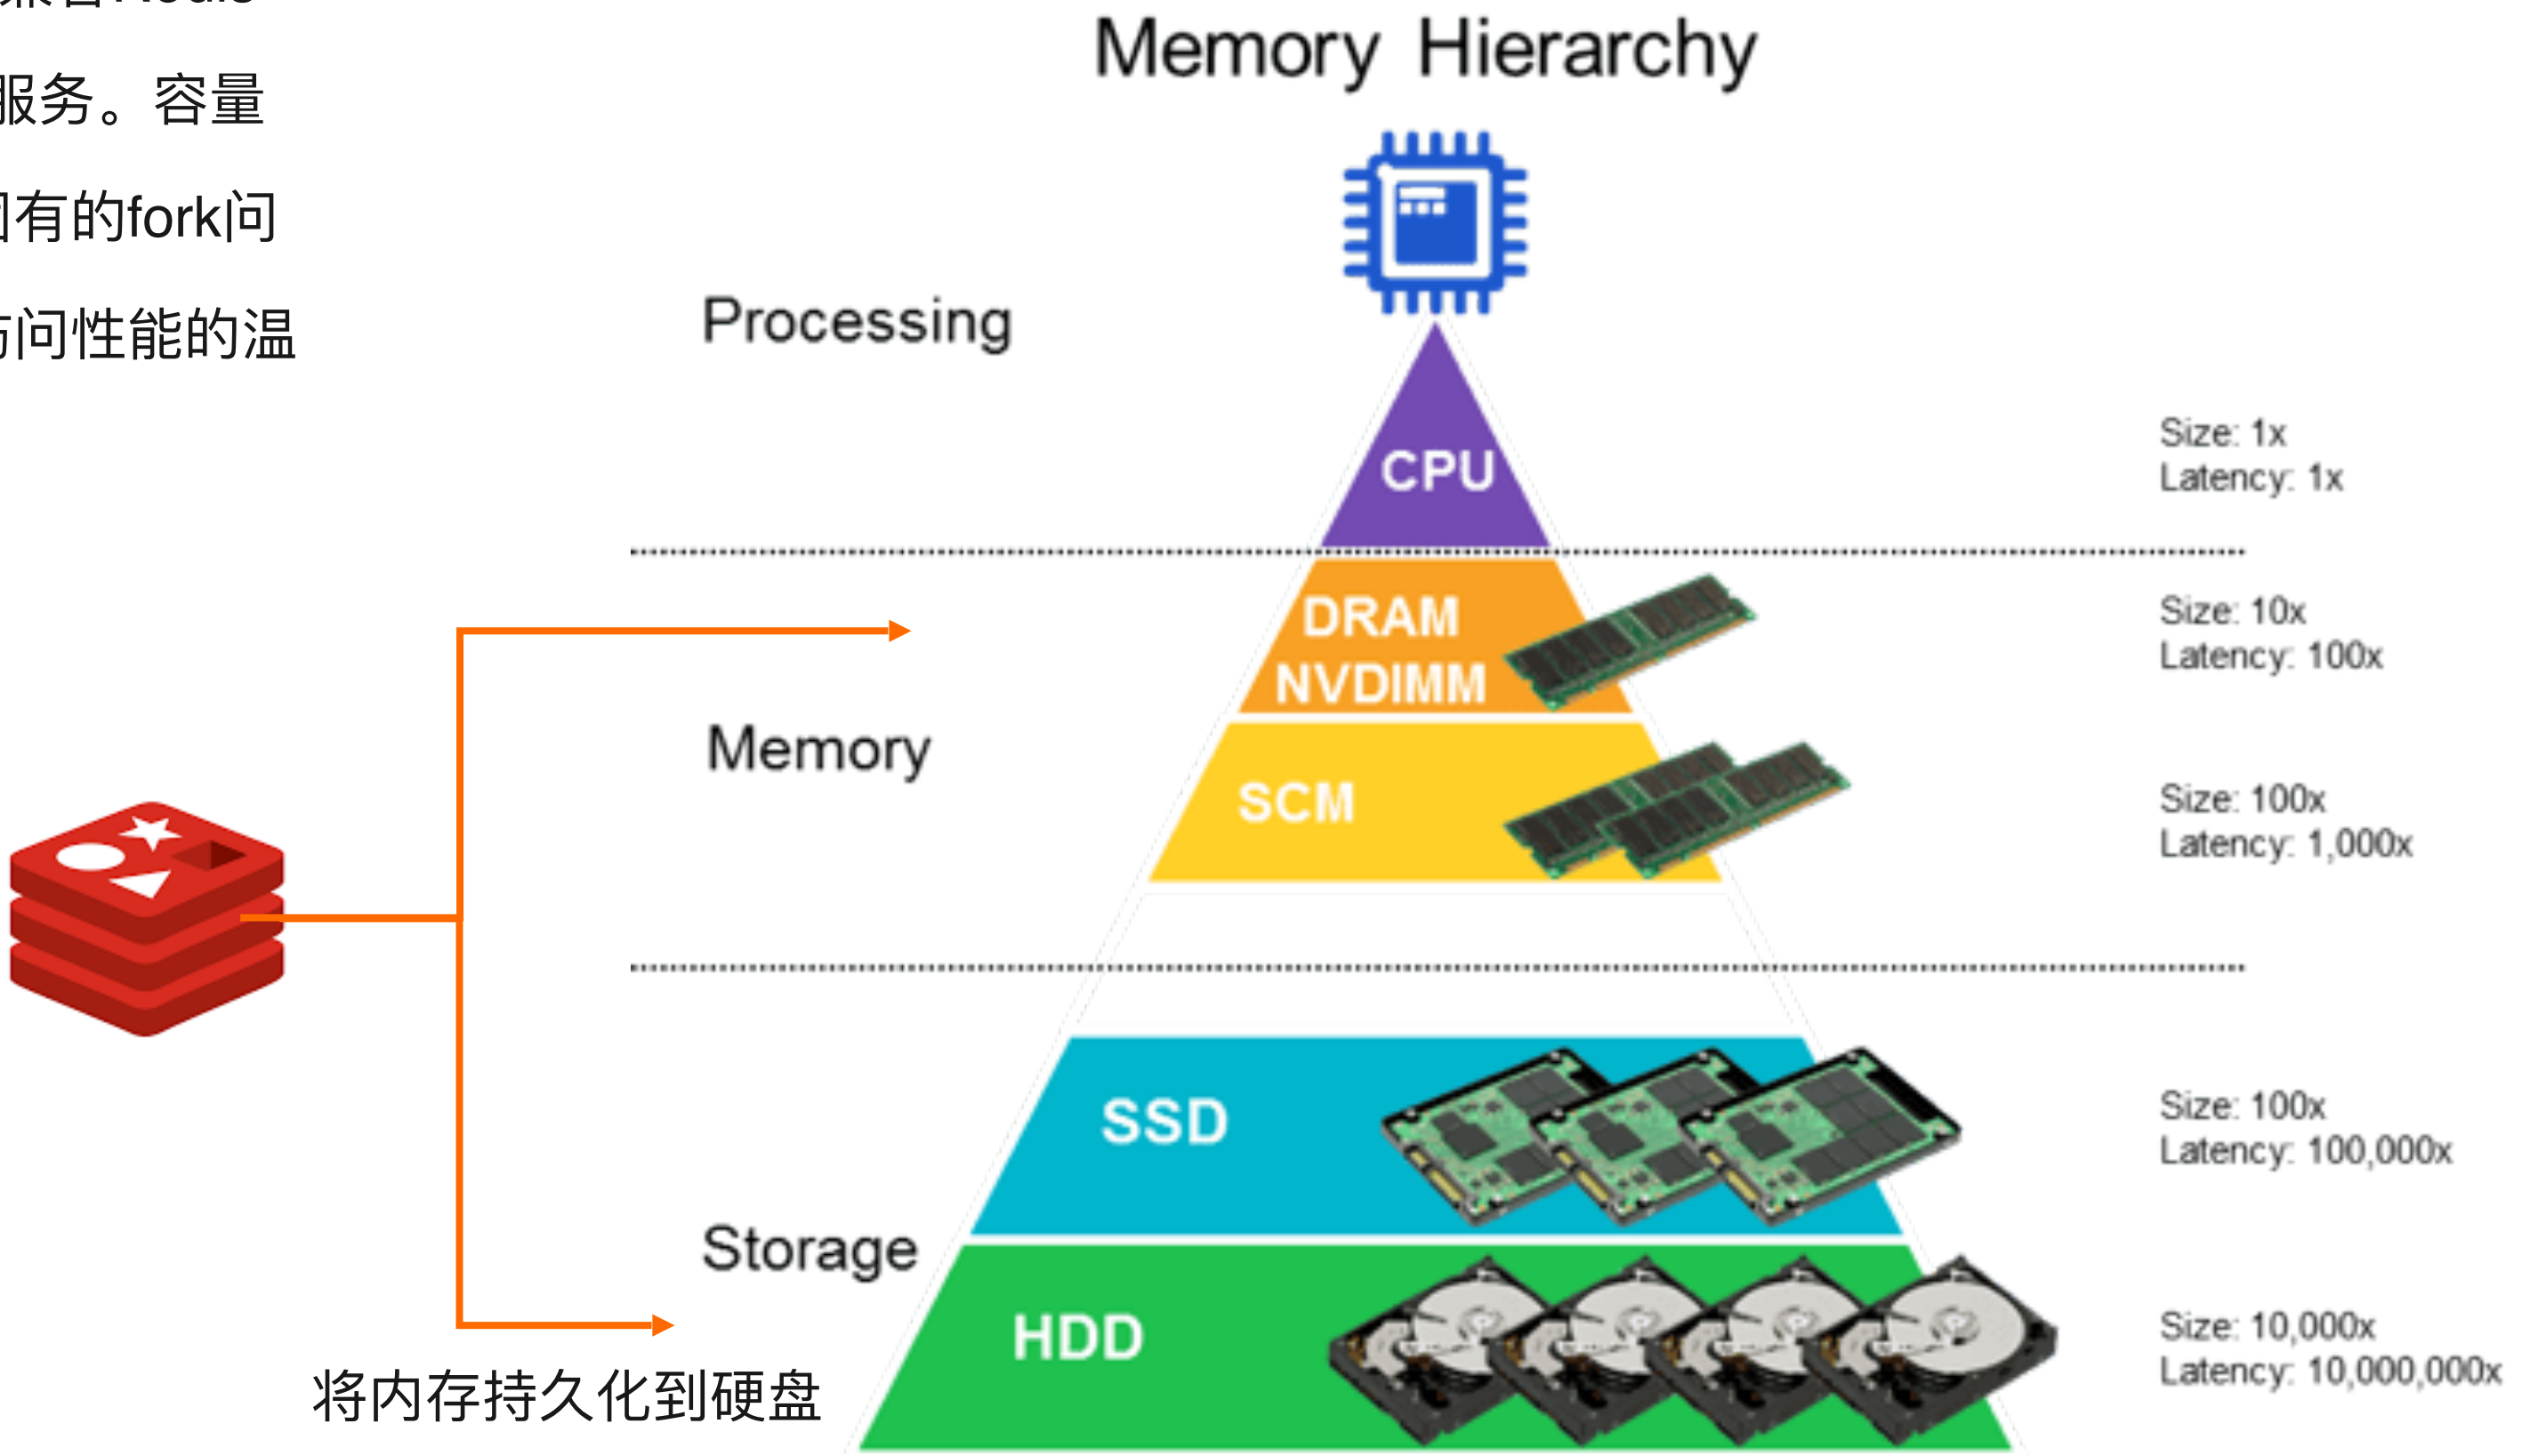 Redis
服务。容量
有的fork问
问性能的温
Memory Hierarchy
Processing
CPU
Size: 1x
Latency: 1x
Memory
DRAM
NVDIMM
Size: 10x
Latency: 100x
SCM
Size: 100x
Latency: 1,000x
Storage
SSD
Size: 100x
Latency: 100,000x
HDD
Size: 10,000x
Latency: 10,000,000x
将内存持久化到硬盘